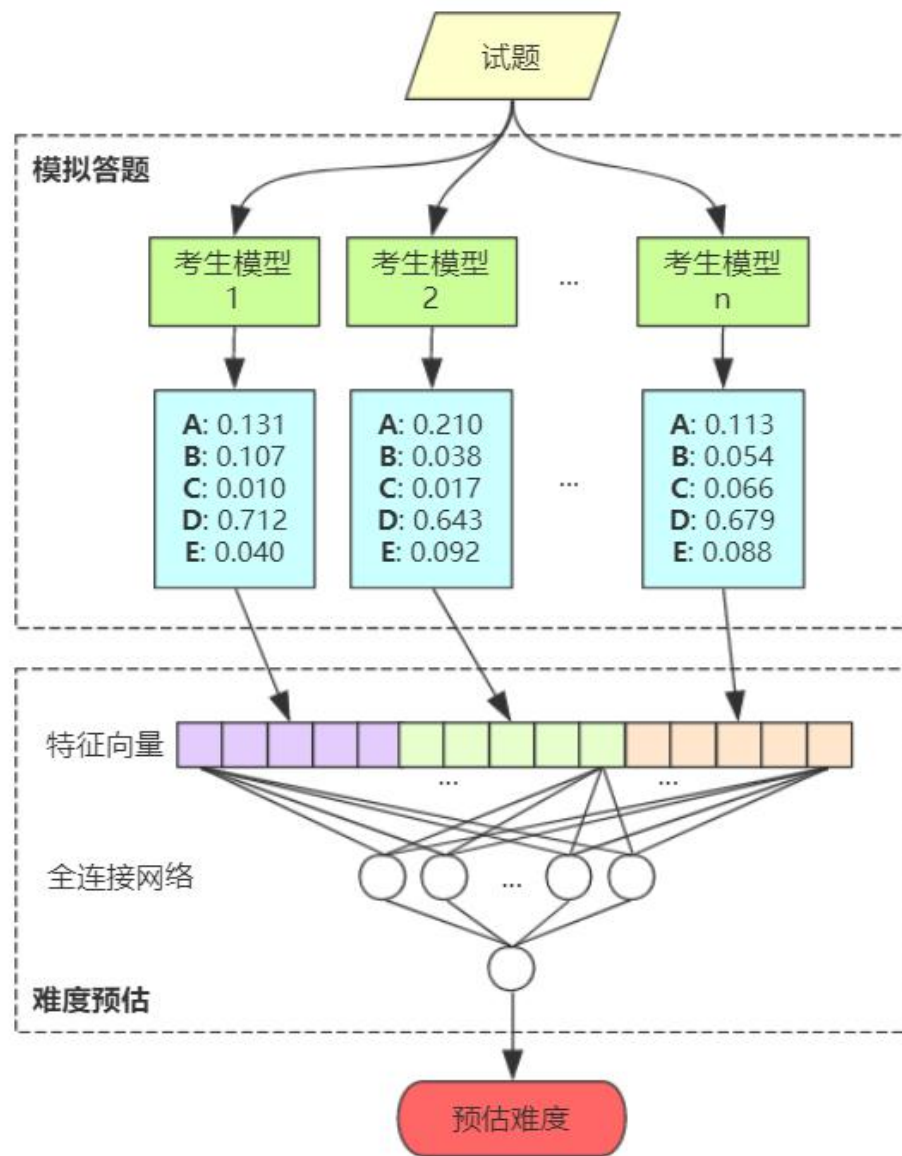 试题
模拟答题
考生模型
1
考生模型
2
...
考生模型
n
A: 0.131
B: 0.107
C: 0.010
D: 0.712
E: 0.040
A: 0.210
B: 0.038
C: 0.017
D: 0.643
E: 0.092
...
A: 0.113
B: 0.054
C: 0.066
D: 0.679
E: 0.088
特征向量
...
...
全连接网络
...
难度预估
预估难度